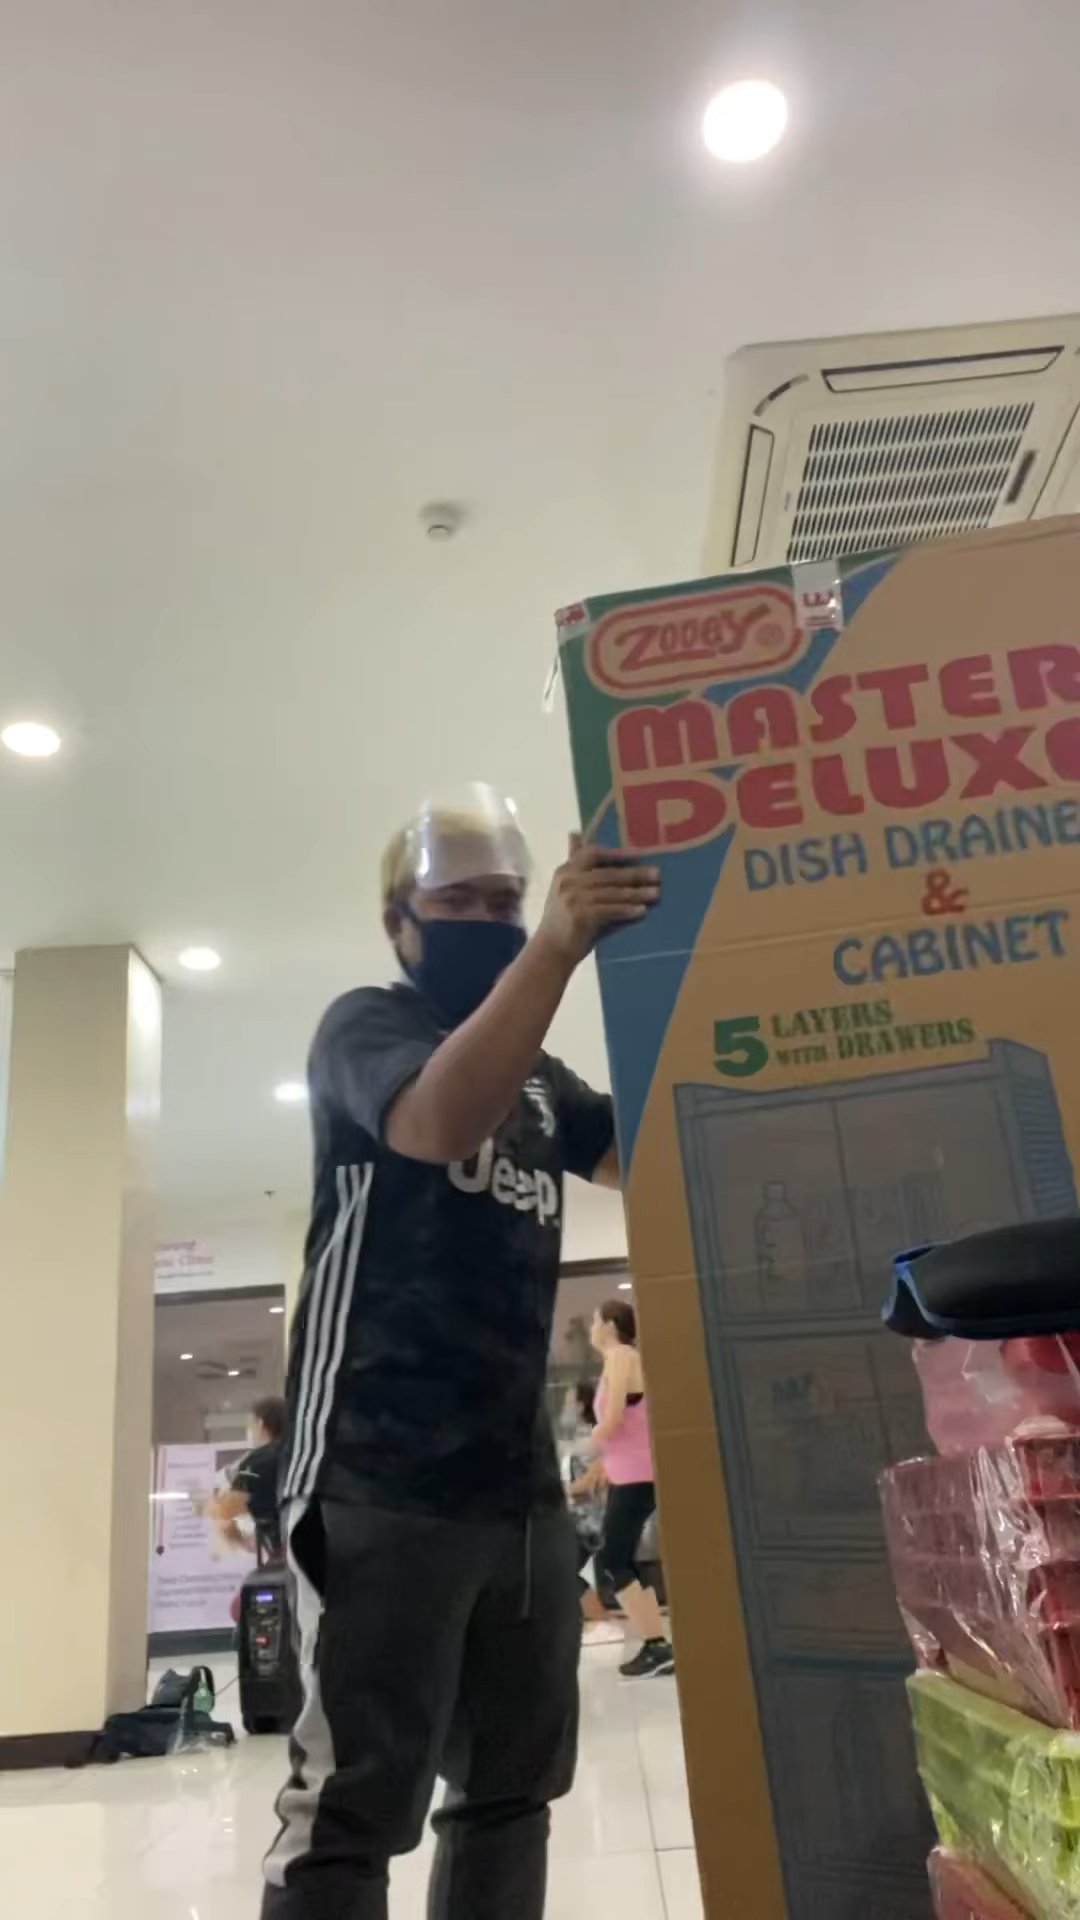 Zooey ®
MASTER
DELUXE
DISH DRAINE
&
CABINET
5 LAYERS
WITH DRAWERS
Jeep